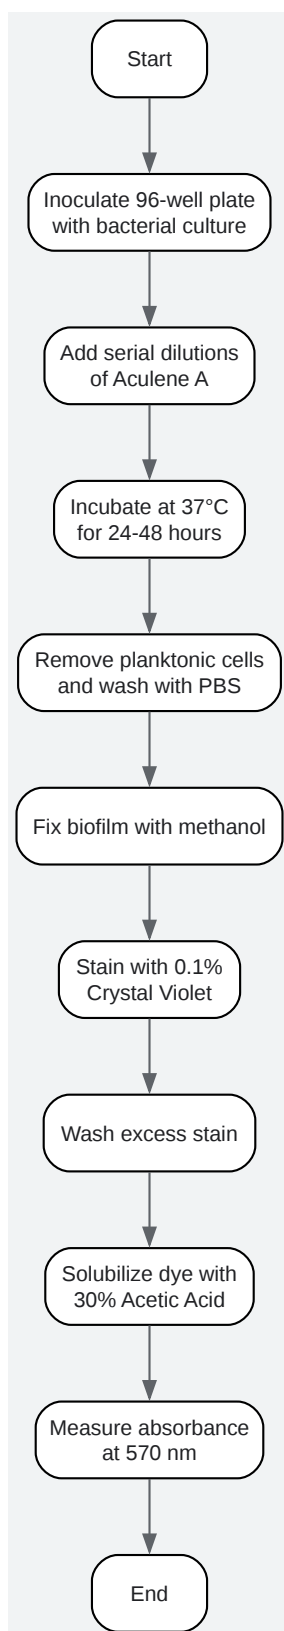 Start
Inoculate 96-well plate
with bacterial culture
Add serial dilutions
of Aculene A
Incubate at 37°C
for 24-48 hours
Remove planktonic cells
and wash with PBS
Fix biofilm with methanol
Stain with 0.1%
Crystal Violet
Wash excess stain
Solubilize dye with
30% Acetic Acid
Measure absorbance
at 570 nm
End